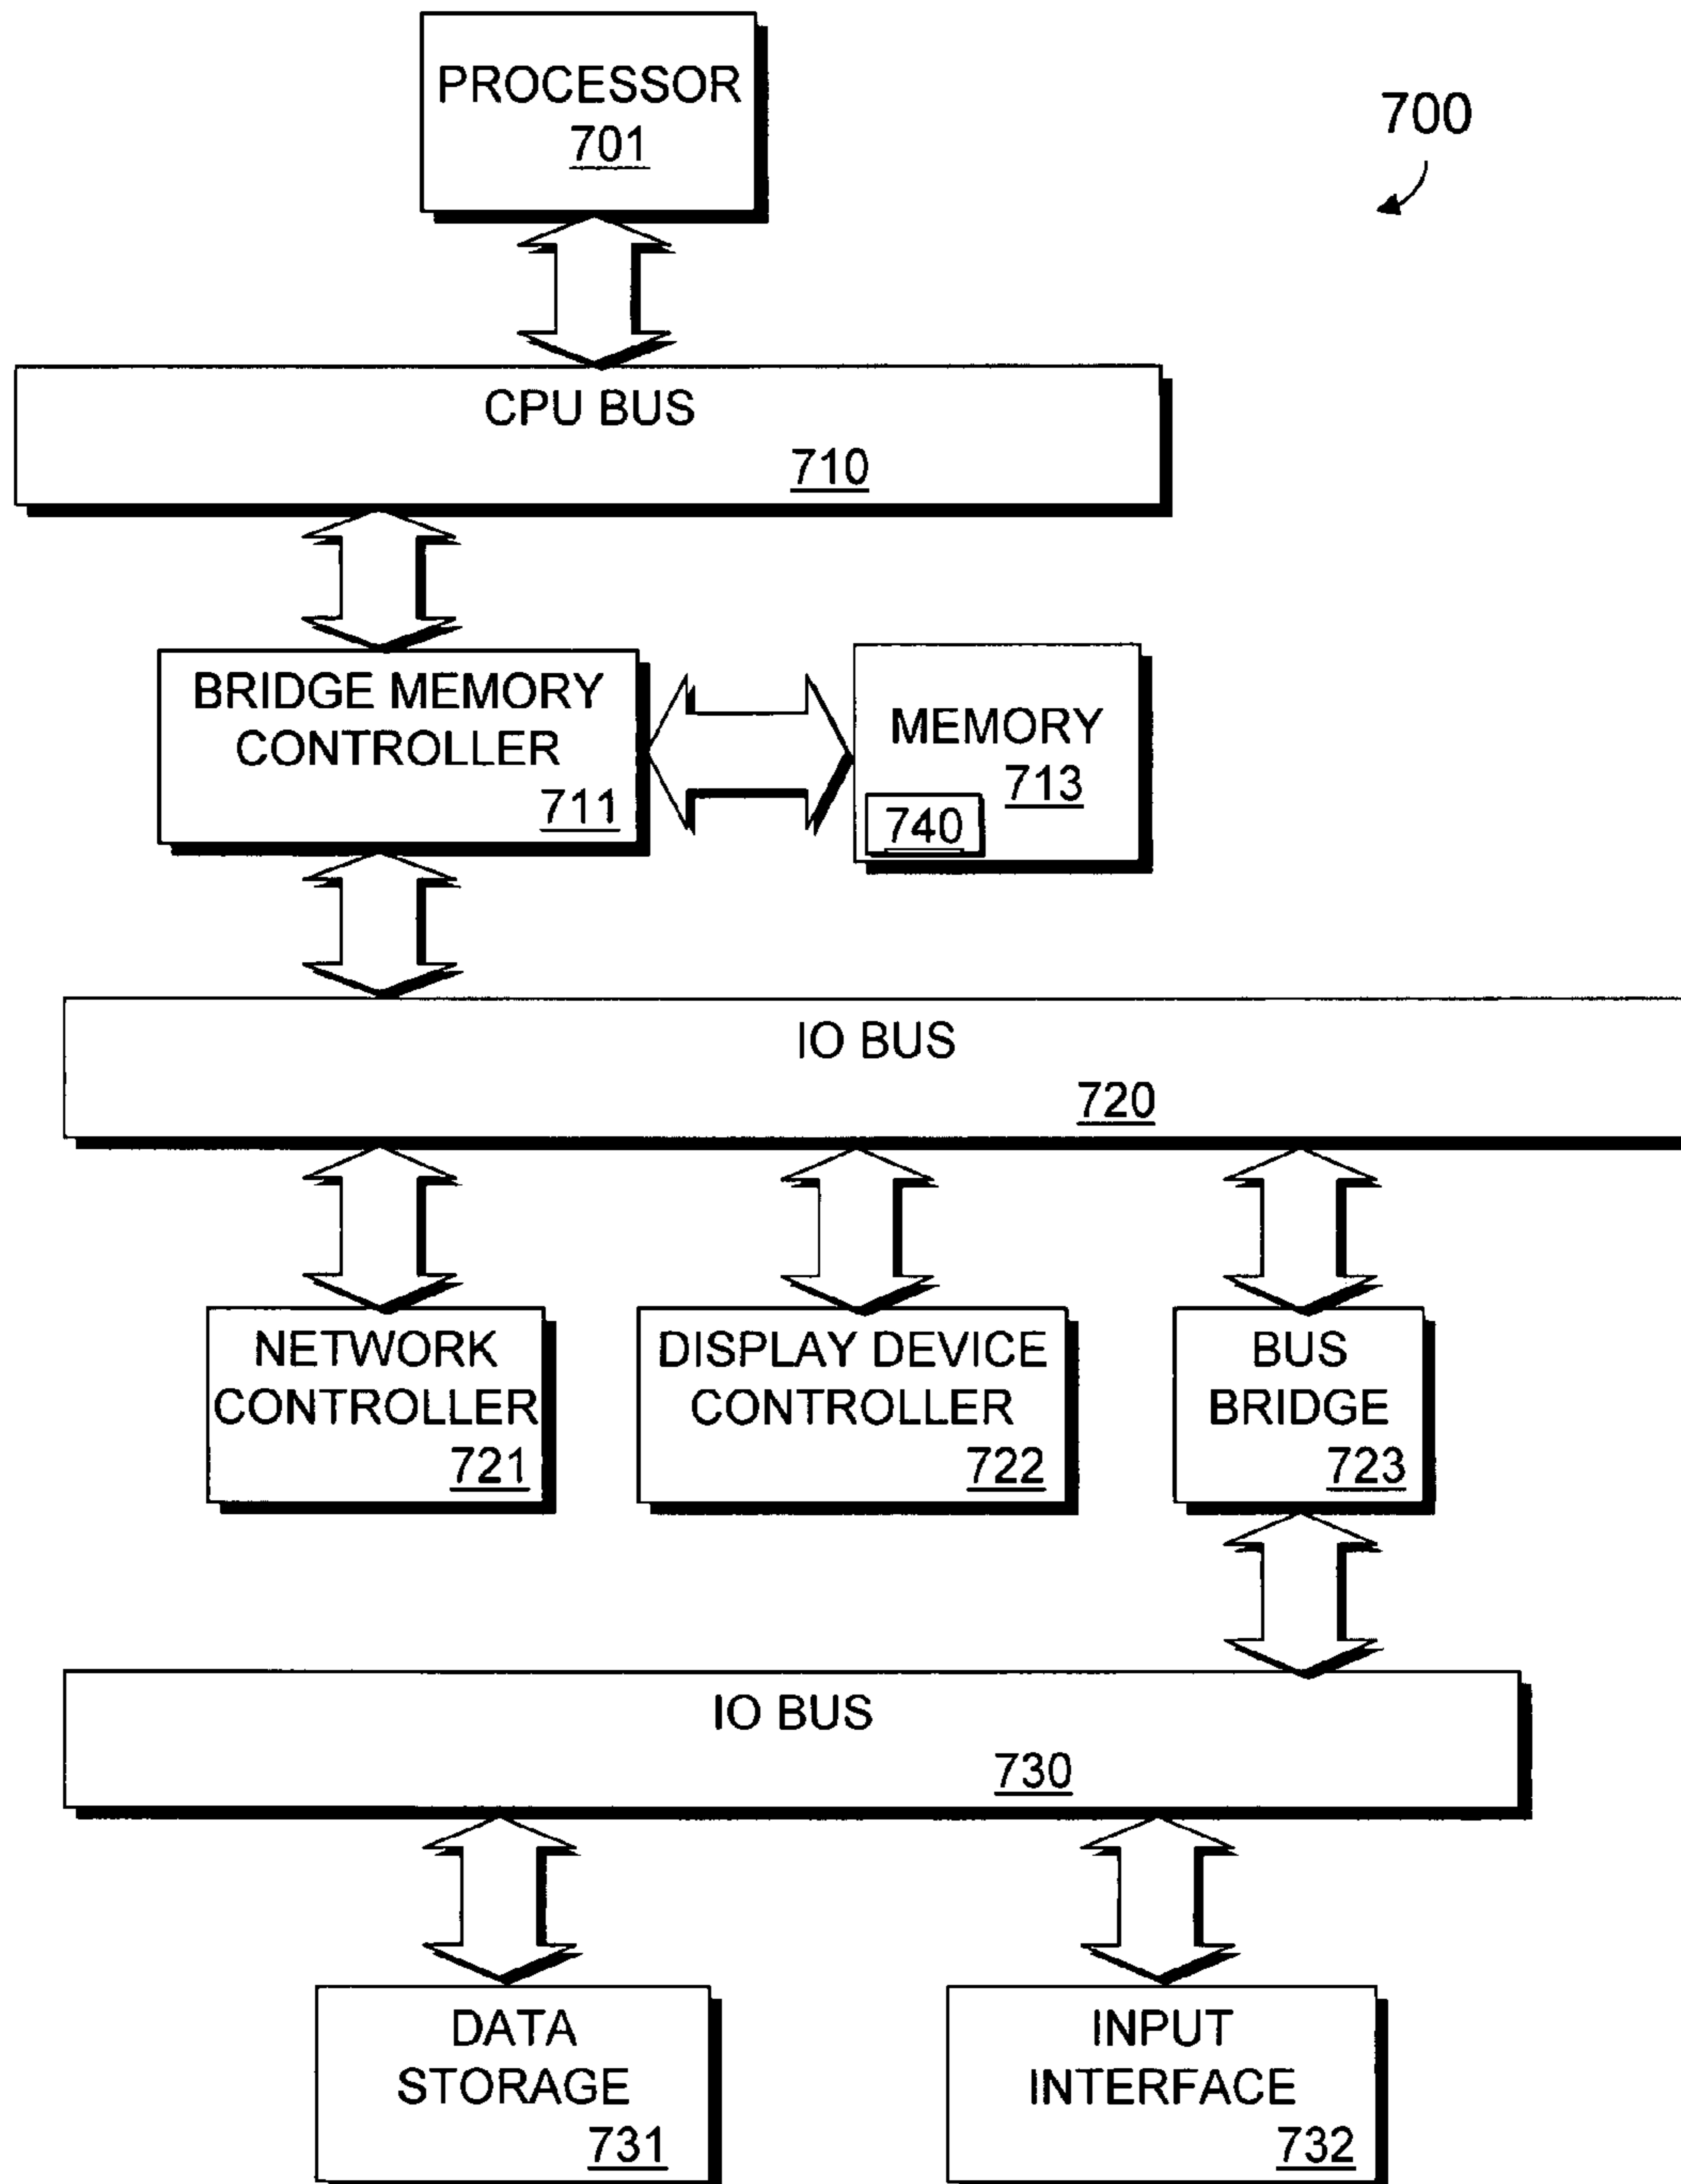 PROCESSOR
701
700
CPU BUS
710
BRIDGE MEMORY
CONTROLLER
711
MEMORY
713
740
IO BUS
720
NETWORK
CONTROLLER
721
DISPLAY DEVICE
CONTROLLER
722
BUS
BRIDGE
723
IO BUS
730
DATA
STORAGE
731
INPUT
INTERFACE
732